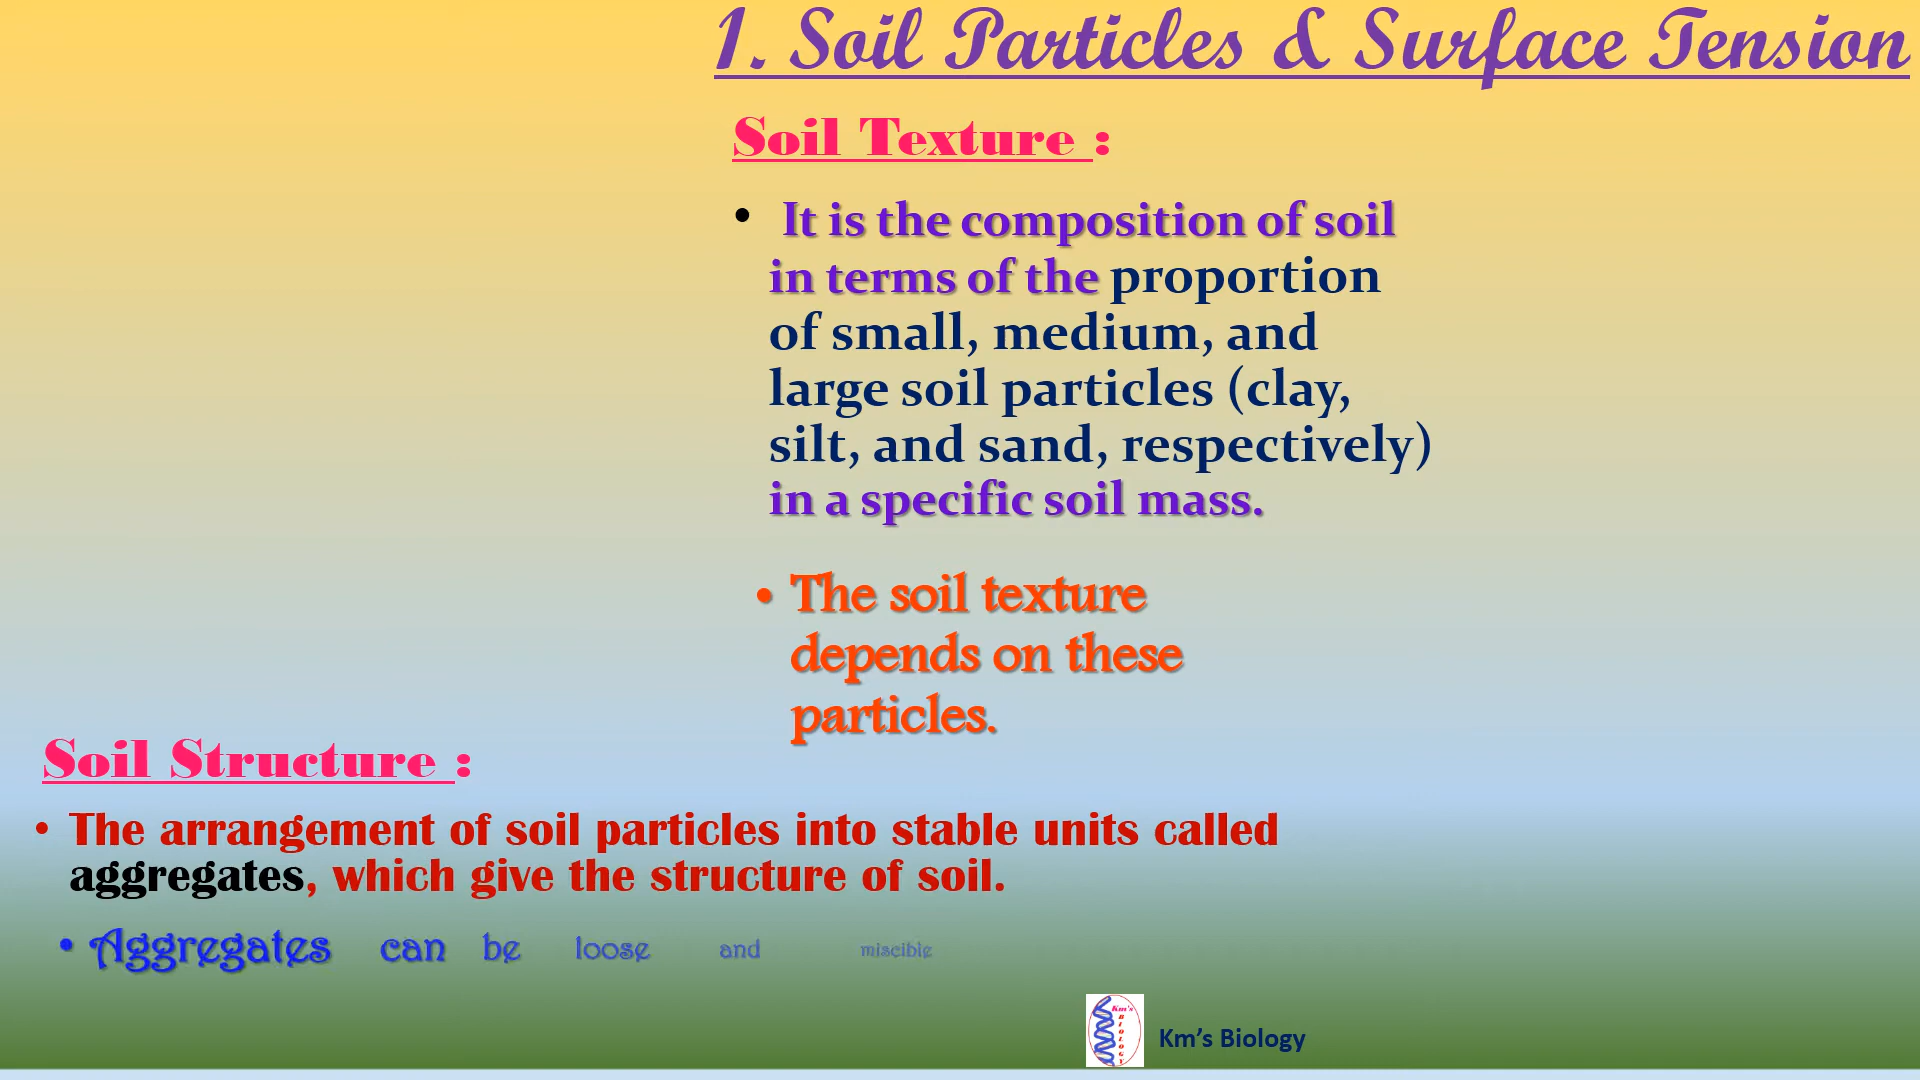 1. Soil Particles & Surface Tension
Soil Texture :
• It is the composition of soil
in terms of the proportion
of small, medium, and
large soil particles (clay,
silt, and sand, respectively)
in a specific soil mass.
• The soil texture
depends on these
particles.
Soil Structure :
• The arrangement of soil particles into stable units called
aggregates, which give the structure of soil.
• Aggregates can be loose and miscible
Km's
BIOLOGY
Km’s Biology